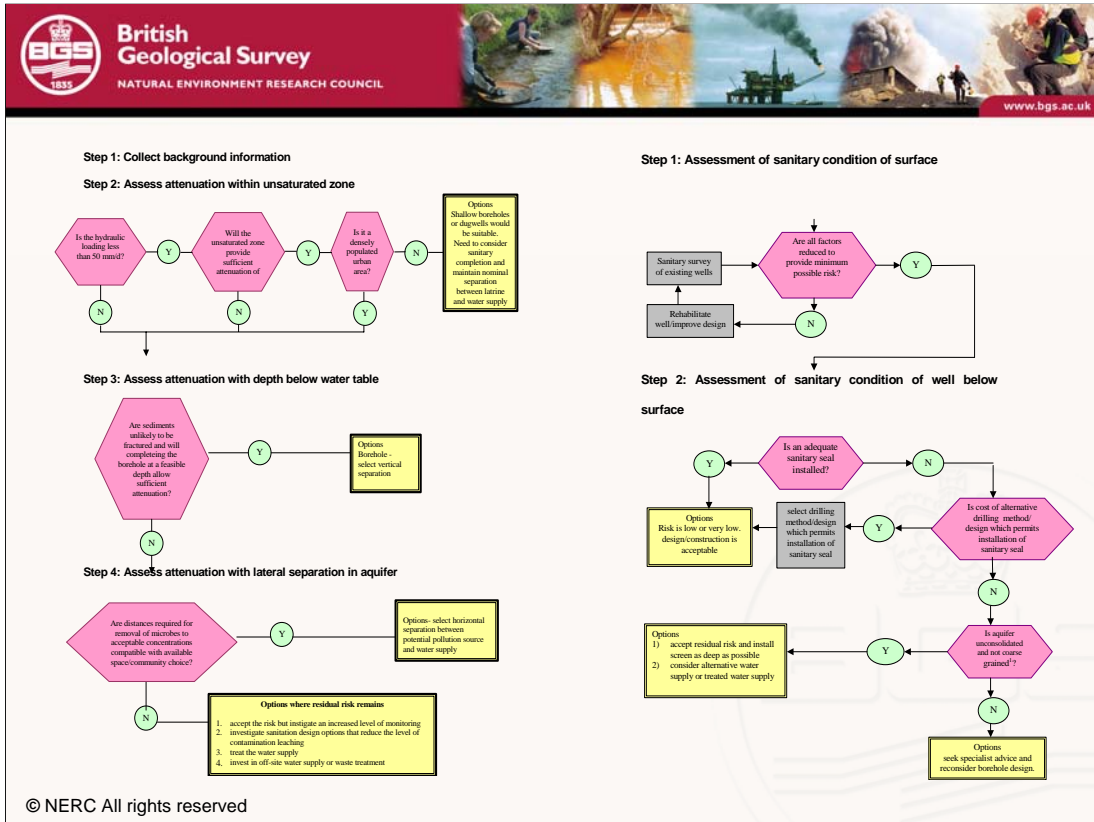 BGS
1835
British
Geological Survey
NATURAL ENVIRONMENT RESEARCH COUNCIL
www.bgs.ac.uk
Step 1: Collect background information
Step 2: Assess attenuation within unsaturated zone
Is the hydraulic
loading less
than 50 mm/d?
Y
Will the
unsaturated zone
provide
sufficient
attenuation of
Y
Is it a
densely
populated
urban
area?
N
Options
Shallow boreholes
or dugwells would
be suitable.
Need to consider
sanitary
completion and
maintain nominal
separation
between latrine
and water supply
N
N
Y
Step 3: Assess attenuation with depth below water table
Are sediments
unlikely to be
fractured and will
completeing the
borehole at a feasible
depth allow
sufficient
attenuation?
Y
Options
Borehole -
select vertical
separation
N
Step 4: Assess attenuation with lateral separation in aquifer
Are distances required for
removal of microbes to
acceptable concentrations
compatible with available
space/community choice?
Y
Options- select horizontal
separation between
potential pollution source
and water supply
N
Options where residual risk remains
1. accept the risk but instigate an increased level of monitoring
2. investigate sanitation design options that reduce the level of
contamination leaching
3. treat the water supply
4. invest in off-site water supply or waste treatment
Step 1: Assessment of sanitary condition of surface
Are all factors
reduced to
provide minimum
possible risk?
Y
Sanitary survey
of existing wells
Rehabilitate
well/improve design
N
Step 2: Assessment of sanitary condition of well below
surface
Is an adequate
sanitary seal
installed?
Y
N
Options
Risk is low or very low.
design/construction is
acceptable
select drilling
method/design
which permits
installation of
sanitary seal
Y
Is cost of alternative
drilling method/
design which permits
installation of
sanitary seal
N
Options
1) accept residual risk and install
screen as deep as possible
2) consider alternative water
supply or treated water supply
Y
Is aquifer
unconsolidated
and not coarse
grained¹?
N
Options
seek specialist advice and
reconsider borehole design.
© NERC All rights reserved